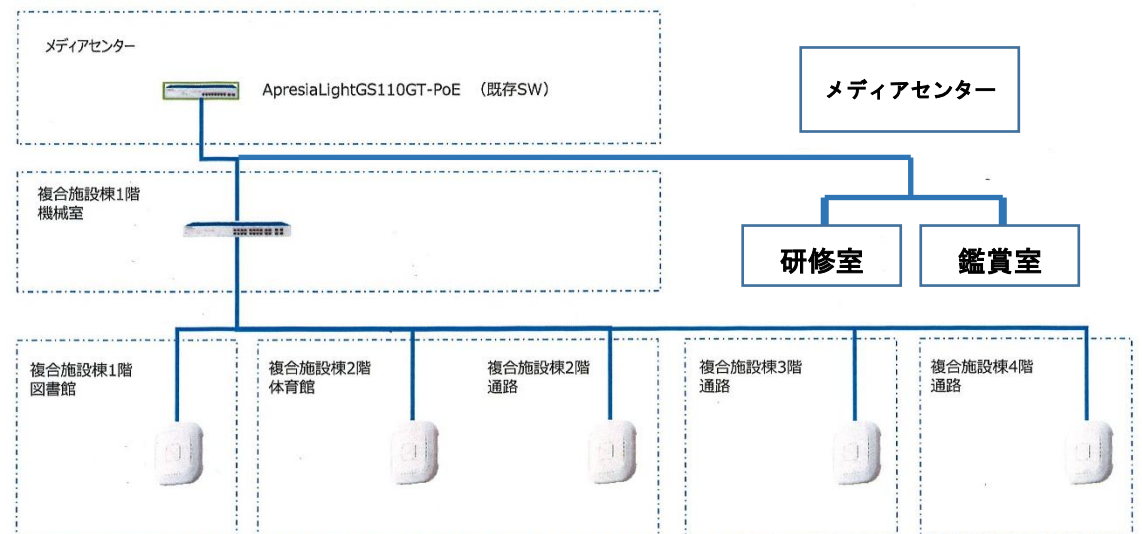 メディアセンター
ApresiaLightGS110GT-PoE （既存SW）
メディアセンター
複合施設棟1階
機械室
研修室
鑑賞室
複合施設棟1階
図書館
複合施設棟2階
体育館
複合施設棟2階
通路
複合施設棟3階
通路
複合施設棟4階
通路